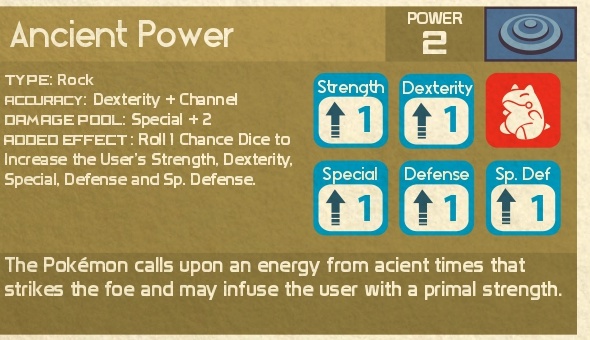 Ancient Power
POWER
2
TYPE: Rock
ACCURACY: Dexterity + Channel
DAMAGE POOL: Special + 2
ADDED EFFECT: Roll 1 Chance Dice to
Increase the User's Strength, Dexterity,
Special, Defense and Sp. Defense.
Strength
1
Dexterity
1
Special
1
Defense
1
Sp. Def
1
The Pokémon calls upon an energy from acient times that
strikes the foe and may infuse the user with a primal strength.